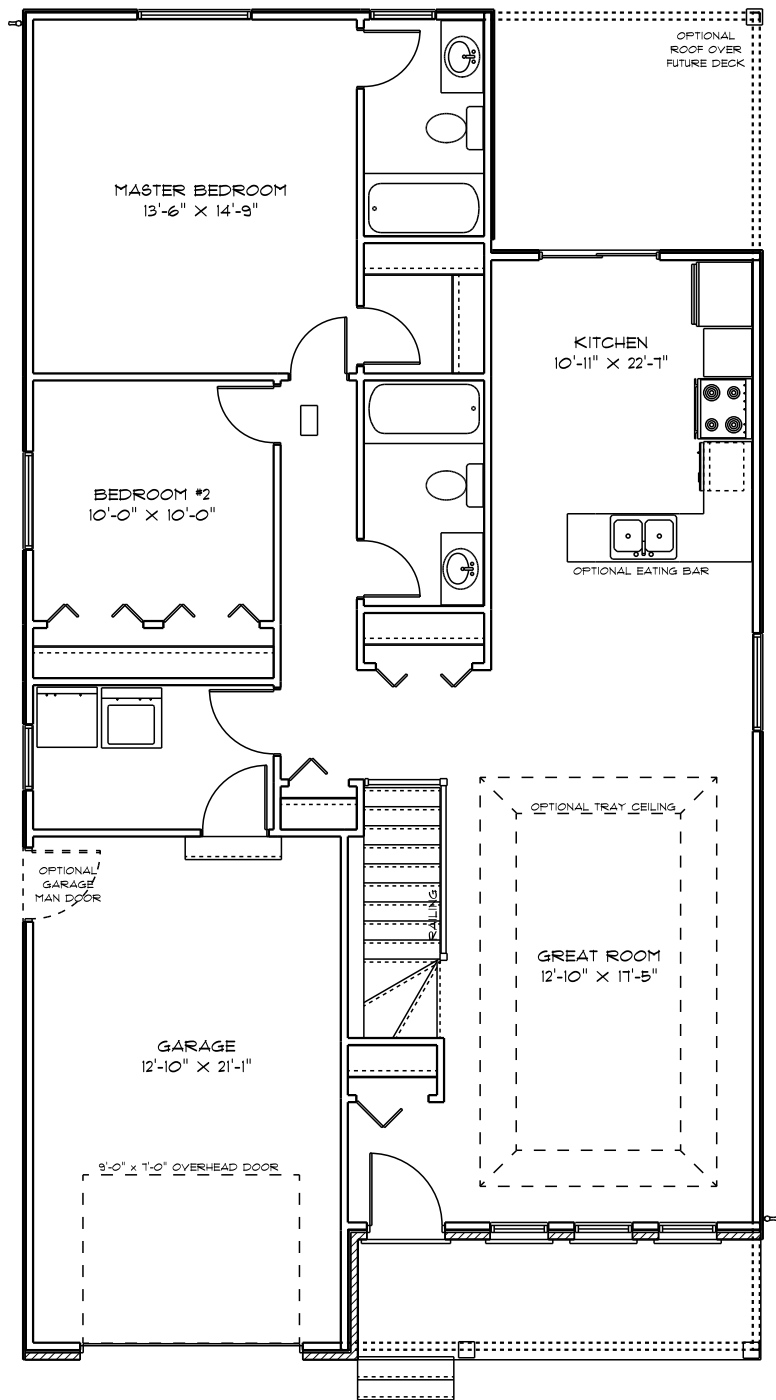 OPTIONAL
ROOF OVER
FUTURE DECK
MASTER BEDROOM
13'-6" X 14'-9"
KITCHEN
10'-11" X 22'-7"
BEDROOM #2
10'-0" X 10'-0"
OPTIONAL EATING BAR
OPTIONAL TRAY CEILING
OPTIONAL
GARAGE
MAN DOOR
RAILING
GREAT ROOM
12'-10" X 17'-5"
GARAGE
12'-10" X 21'-1"
9'-0" x 7'-0" OVERHEAD DOOR